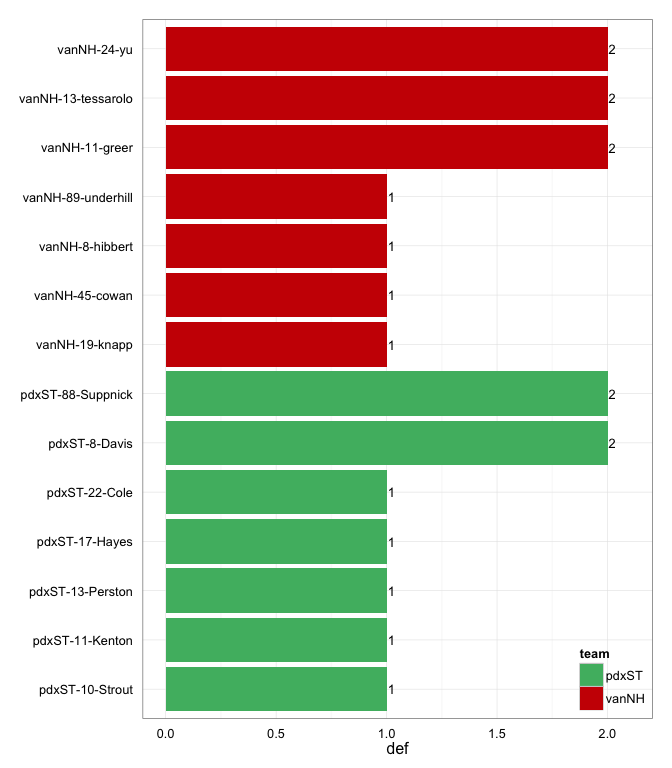 vanNH-24-yu 2
vanNH-13-tessarolo 2
vanNH-11-greer 2
vanNH-89-underhill 1
vanNH-8-hibbert 1
vanNH-45-cowan 1
vanNH-19-knapp 1
pdxST-88-Suppnick 2
pdxST-8-Davis 2
pdxST-22-Cole 1
pdxST-17-Hayes 1
pdxST-13-Perston 1
pdxST-11-Kenton 1
pdxST-10-Strout 1
team
pdxST
vanNH
0.0 0.5 1.0 1.5 2.0
def